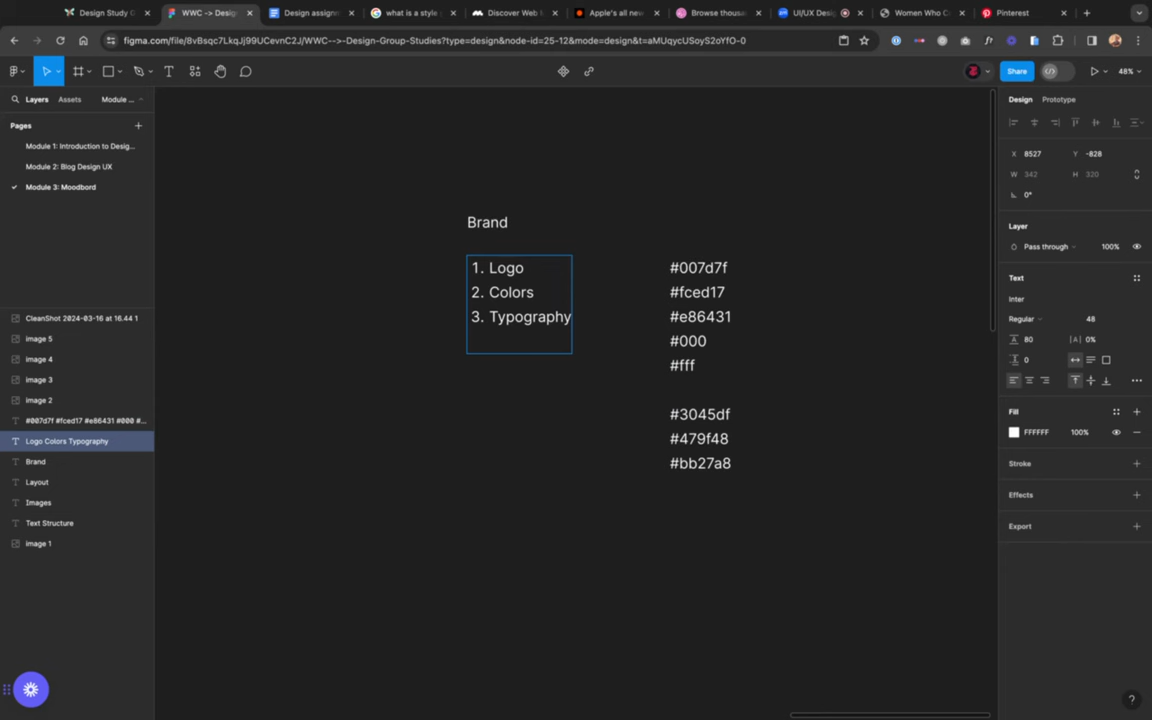 Design Study G
WWC -> Desig
Design assignm
what is a style g
Discover Web M
Apple's all new
Browse thousa
UI/UX Desi
Women Who C
Pinterest
figma.com/file/8vBsqc7LkqJj99UCevnC2J/WWC-->-Design-Group-Studies?type=design&node-id=25-12&mode=design&t=aMUqycUSoyS2oYfO-0
Share
48%
Layers
Assets
Module ...
Pages
Module 1: Introduction to Desig...
Module 2: Blog Design UX
Module 3: Moodbord
CleanShot 2024-03-16 at 16.44 1
image 5
image 4
image 3
image 2
#007d7f #fced17 #e86431 #000 #...
Logo Colors Typography
Brand
Layout
Images
Text Structure
image 1
Brand
1. Logo
2. Colors
3. Typography
#007d7f
#fced17
#e86431
#000
#fff
#3045df
#479f48
#bb27a8
Design
Prototype
X 8527
Y -828
W 342
H 320
0°
Layer
Pass through
100%
Text
Inter
Regular
48
80
0%
0
Fill
FFFFFF
100%
Stroke
Effects
Export
?